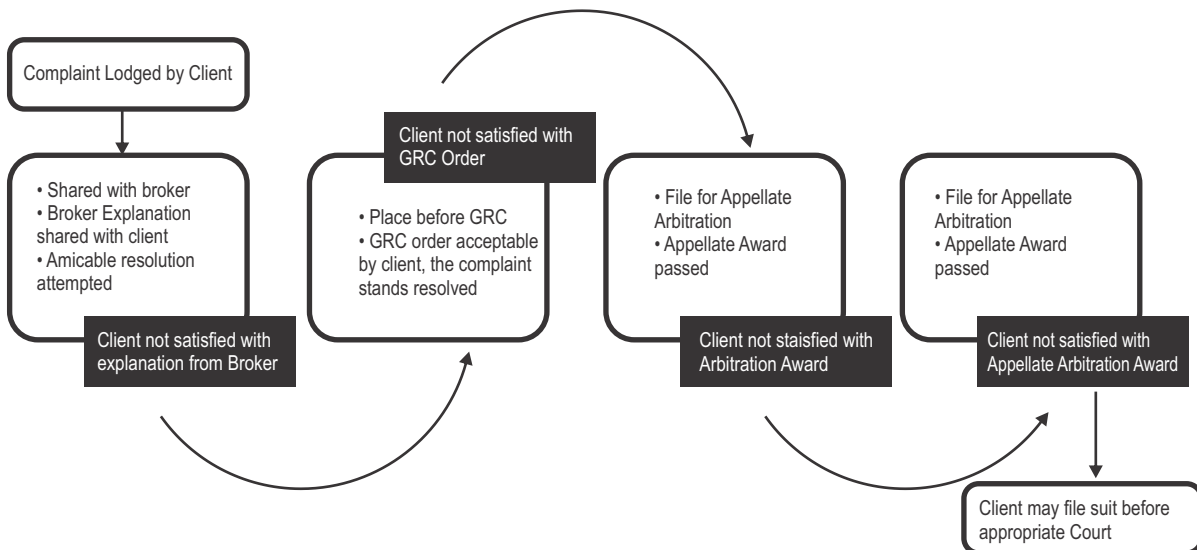 Complaint Lodged by Client
• Shared with broker
• Broker Explanation
shared with client
• Amicable resolution
attempted
Client not satisfied with
explanation from Broker
Client not satisfied with
GRC Order
• Place before GRC
• GRC order acceptable
by client, the complaint
stands resolved
• File for Appellate
Arbitration
• Appellate Award
passed
Client not staisfied with
Arbitration Award
• File for Appellate
Arbitration
• Appellate Award
passed
Client not satisfied with
Appellate Arbitration Award
Client may file suit before
appropriate Court